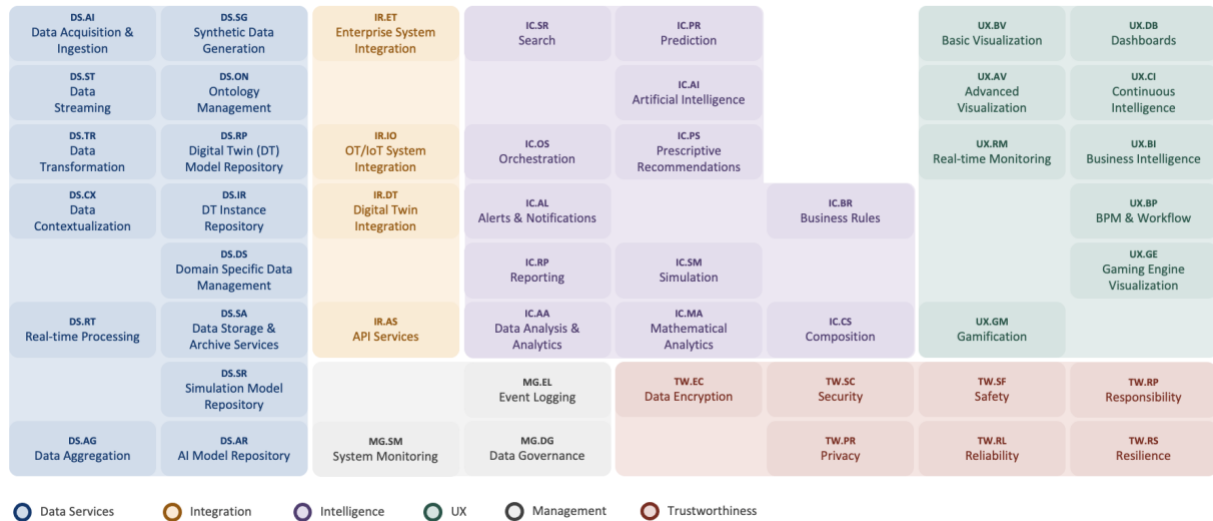 DS.AI
Data Acquisition &
Ingestion
DS.SG
Synthetic Data
Generation
IR.ET
Enterprise System
Integration
IC.SR
Search
IC.PR
Prediction
UX.BV
Basic Visualization
UX.DB
Dashboards
DS.ST
Data
Streaming
DS.ON
Ontology
Management
IC.AI
Artificial Intelligence
UX.AV
Advanced
Visualization
UX.CI
Continuous
Intelligence
DS.TR
Data
Transformation
DS.RP
Digital Twin (DT)
Model Repository
IR.IO
OT/IoT System
Integration
IC.OS
Orchestration
IC.PS
Prescriptive
Recommendations
UX.RM
Real-time Monitoring
UX.BI
Business Intelligence
DS.CX
Data
Contextualization
DS.IR
DT Instance
Repository
IR.DT
Digital Twin
Integration
IC.AL
Alerts & Notifications
IC.BR
Business Rules
UX.BP
BPM & Workflow
DS.DS
Domain Specific Data
Management
IC.RP
Reporting
IC.SM
Simulation
UX.GE
Gaming Engine
Visualization
DS.RT
Real-time Processing
DS.SA
Data Storage &
Archive Services
IR.AS
API Services
IC.AA
Data Analysis &
Analytics
IC.MA
Mathematical
Analytics
IC.CS
Composition
UX.GM
Gamification
DS.SR
Simulation Model
Repository
MG.EL
Event Logging
TW.EC
Data Encryption
TW.SC
Security
TW.SF
Safety
TW.RP
Responsibility
DS.AG
Data Aggregation
DS.AR
AI Model Repository
MG.SM
System Monitoring
MG.DG
Data Governance
TW.PR
Privacy
TW.RL
Reliability
TW.RS
Resilience
Data Services
Integration
Intelligence
UX
Management
Trustworthiness